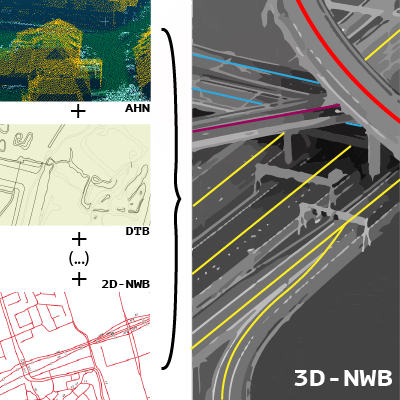 +
AHN
DTB
+
(...)
+
2D-NWB
3D-NWB